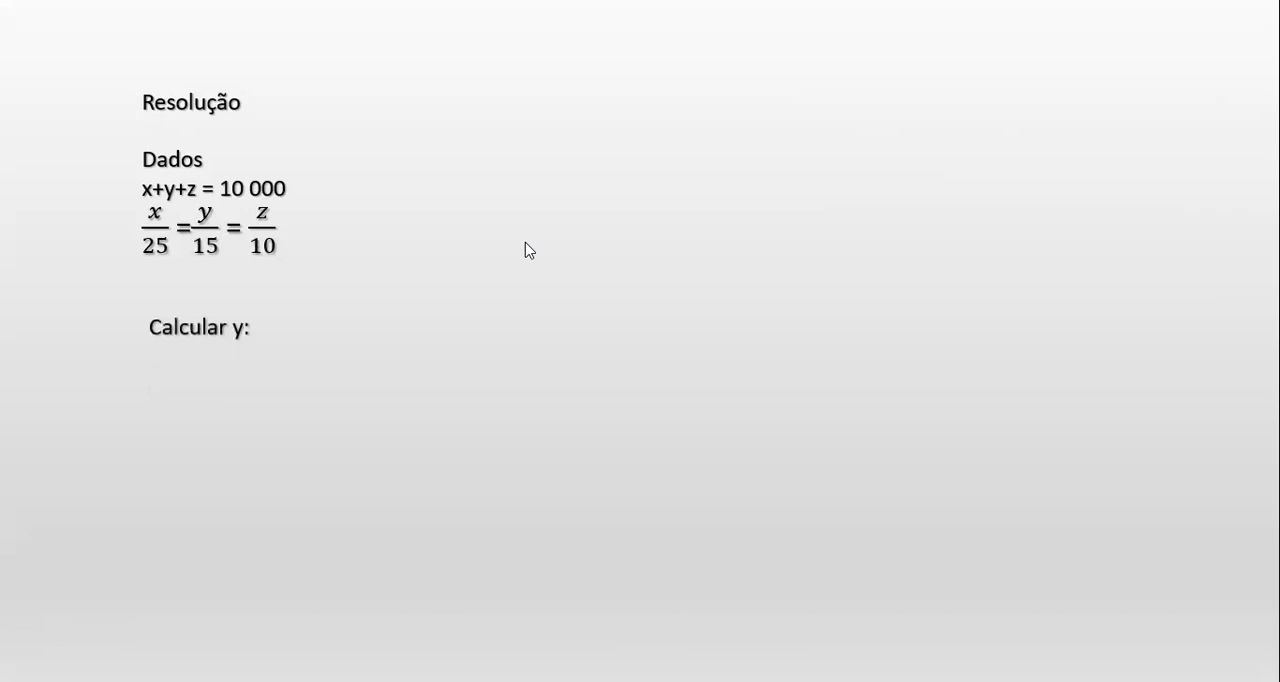 Resolução
Dados
x+y+z = 10 000
x/25 = y/15 = z/10
Calcular y: